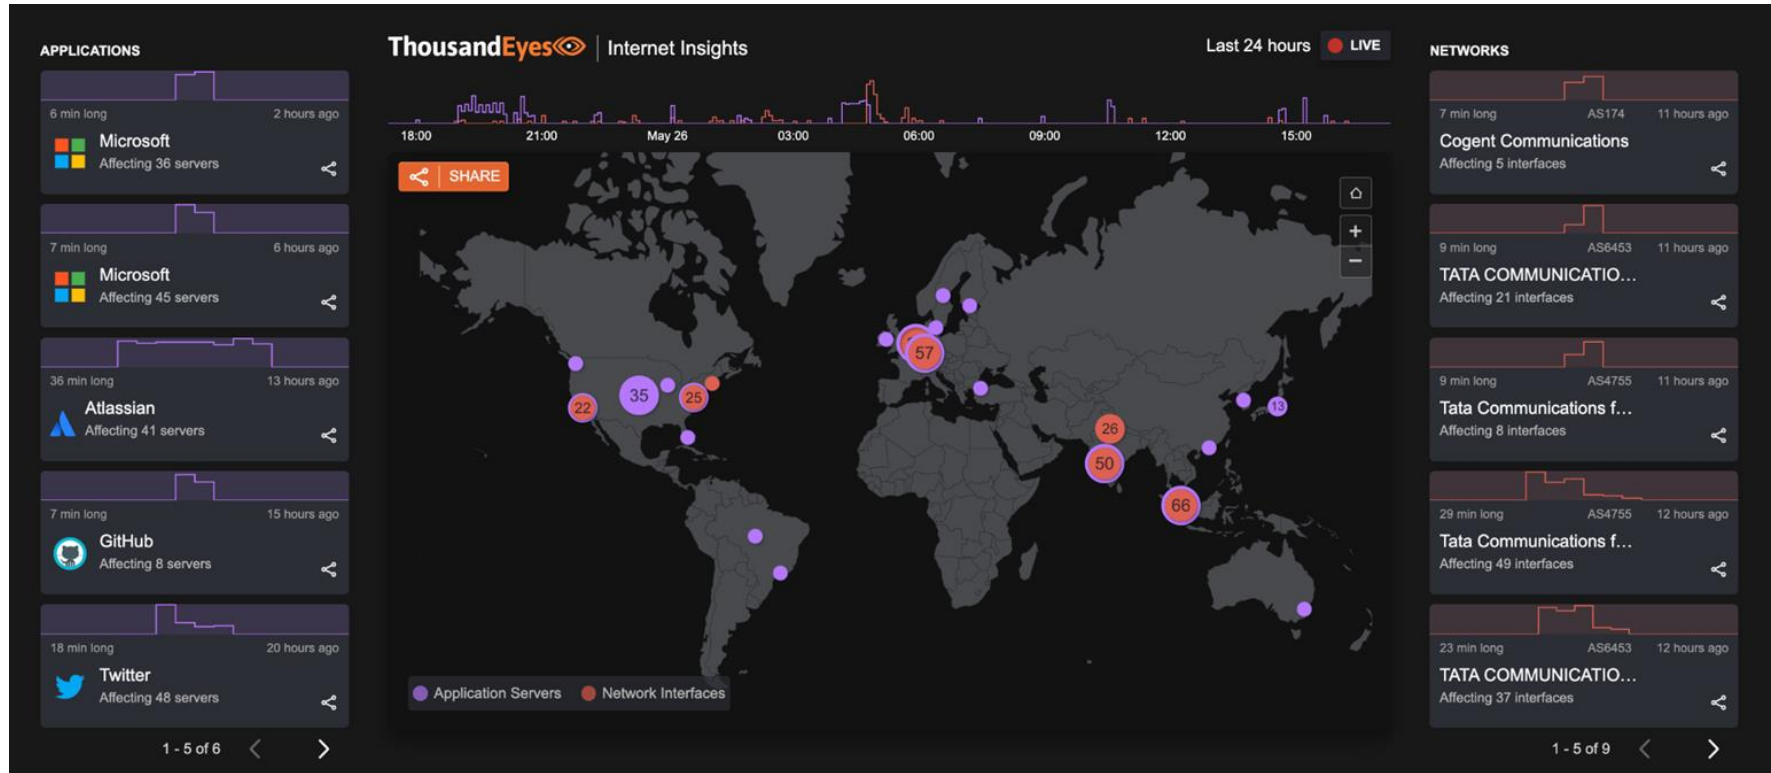 APPLICATIONS
6 min long 2 hours ago
Microsoft
Affecting 36 servers
7 min long 6 hours ago
Microsoft
Affecting 45 servers
36 min long 13 hours ago
Atlassian
Affecting 41 servers
7 min long 15 hours ago
GitHub
Affecting 8 servers
18 min long 20 hours ago
Twitter
Affecting 48 servers
1 - 5 of 6
ThousandEyes Internet Insights
Last 24 hours LIVE
18:00 21:00 May 26 03:00 06:00 09:00 12:00 15:00
SHARE
+
−
57
35
22
25
13
26
50
66
Application Servers Network Interfaces
NETWORKS
7 min long AS174 11 hours ago
Cogent Communications
Affecting 5 interfaces
9 min long AS6453 11 hours ago
TATA COMMUNICATIO...
Affecting 21 interfaces
9 min long AS4755 11 hours ago
Tata Communications f...
Affecting 8 interfaces
29 min long AS4755 12 hours ago
Tata Communications f...
Affecting 49 interfaces
23 min long AS6453 12 hours ago
TATA COMMUNICATIO...
Affecting 37 interfaces
1 - 5 of 9